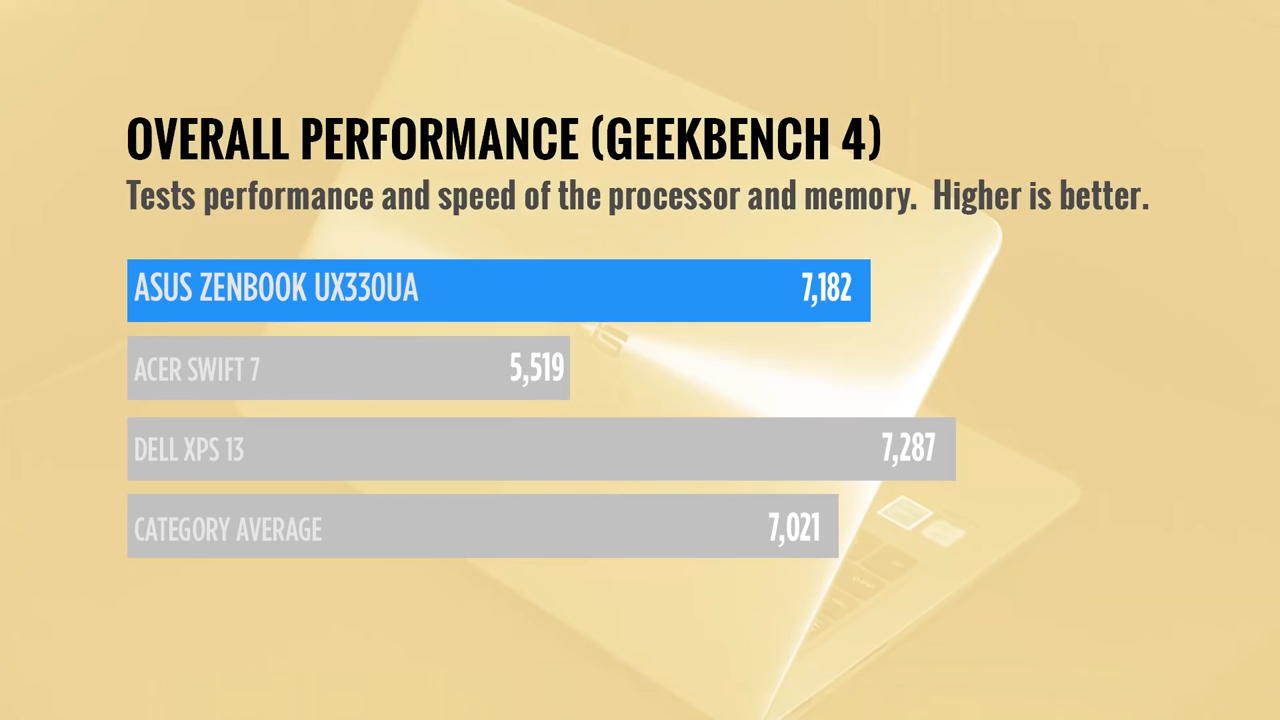 OVERALL PERFORMANCE (GEEKBENCH 4)
Tests performance and speed of the processor and memory.  Higher is better.
ASUS ZENBOOK UX330UA 7,182
ACER SWIFT 7 5,519
DELL XPS 13 7,287
CATEGORY AVERAGE 7,021